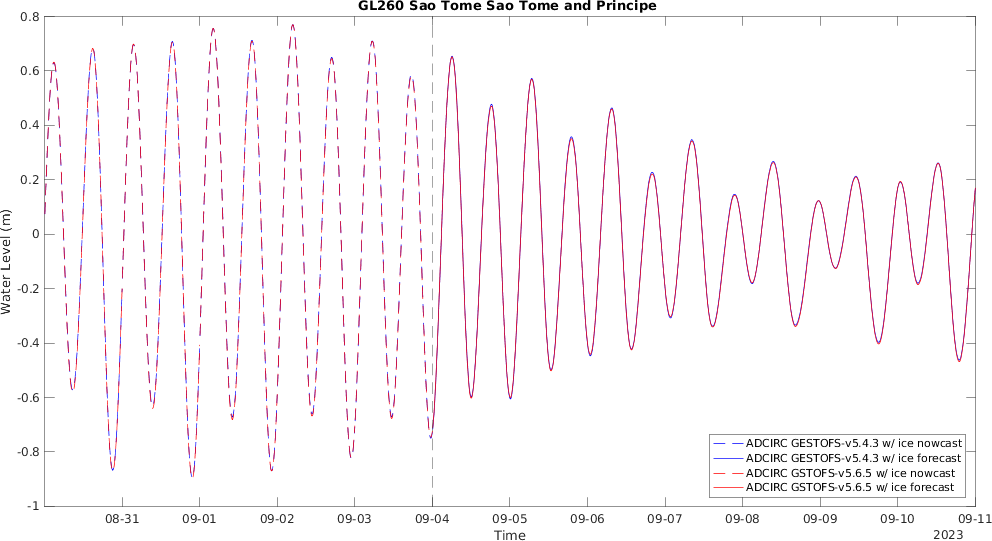 GL260 Sao Tome Sao Tome and Principe
Water Level (m)
0.8
0.6
0.4
0.2
0
-0.2
-0.4
-0.6
-0.8
-1
08-31 09-01 09-02 09-03 09-04 09-05 09-06 09-07 09-08 09-09 09-10 09-11
2023
Time
ADCIRC GESTOFS-v5.4.3 w/ ice nowcast
ADCIRC GESTOFS-v5.4.3 w/ ice forecast
ADCIRC GSTOFS-v5.6.5 w/ ice nowcast
ADCIRC GSTOFS-v5.6.5 w/ ice forecast